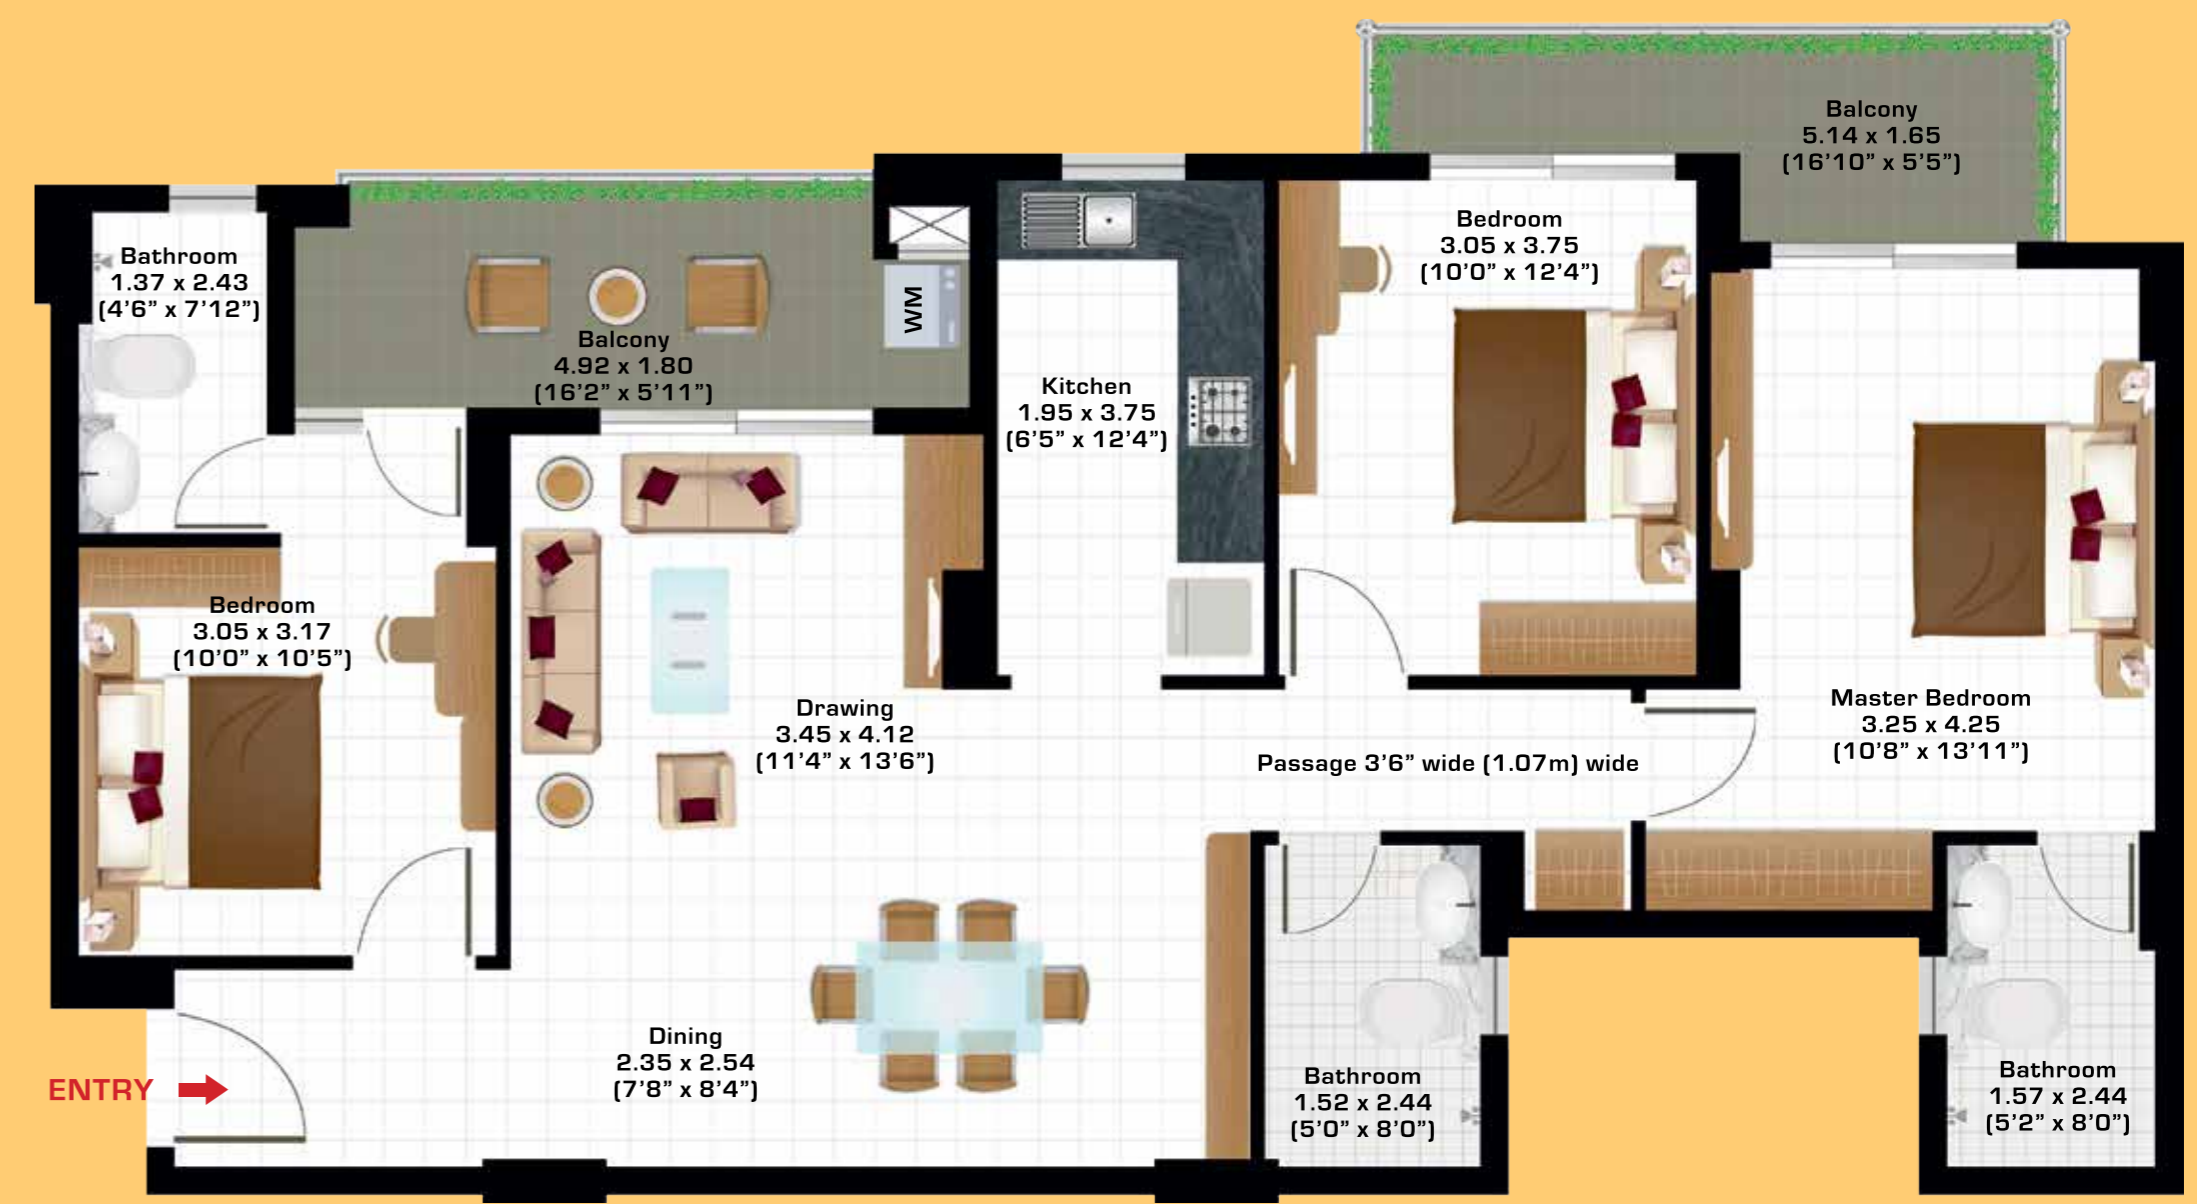 Balcony
5.14 x 1.65
(16’10” x 5’5”)
Bathroom
1.37 x 2.43
(4’6” x 7’12”)
Balcony
4.92 x 1.80
(16’2” x 5’11”)
WM
Kitchen
1.95 x 3.75
(6’5” x 12’4”)
Bedroom
3.05 x 3.75
(10’0” x 12’4”)
Bedroom
3.05 x 3.17
(10’0” x 10’5”)
Drawing
3.45 x 4.12
(11’4” x 13’6”)
Passage 3’6” wide (1.07m) wide
Master Bedroom
3.25 x 4.25
(10’8” x 13’11”)
ENTRY
Dining
2.35 x 2.54
(7’8” x 8’4”)
Bathroom
1.52 x 2.44
(5’0” x 8’0”)
Bathroom
1.57 x 2.44
(5’2” x 8’0”)